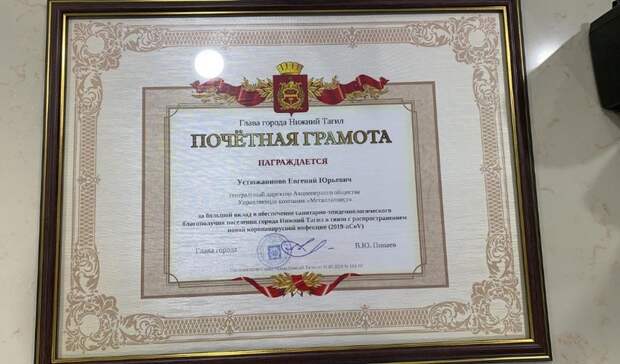 Глава города Нижний Тагил
ПОЧЁТНАЯ ГРАМОТА
НАГРАЖДАЕТСЯ
Устюжанинов Евгений Юрьевич
генеральный директор Акционерного общества
Управляющая компания
за большой вклад в обеспечение санитарно-эпидемиологического
благополучия населения города Нижний Тагил в связи с распространением
новой коронавирусной инфекции (2019-nCoV)
Глава города
В.Ю. Пинаев